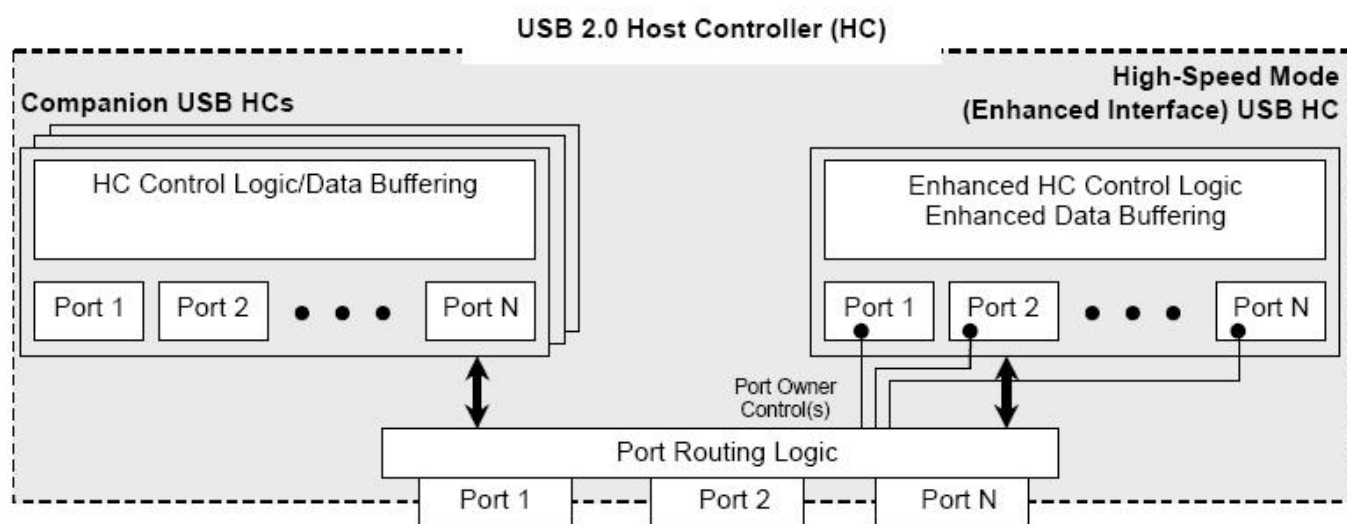 USB 2.0 Host Controller (HC)
Companion USB HCs
High-Speed Mode
(Enhanced Interface) USB HC
HC Control Logic/Data Buffering
Port 1
Port 2
Port N
Enhanced HC Control Logic
Enhanced Data Buffering
Port 1
Port 2
Port N
Port Owner
Control(s)
Port Routing Logic
Port 1
Port 2
Port N